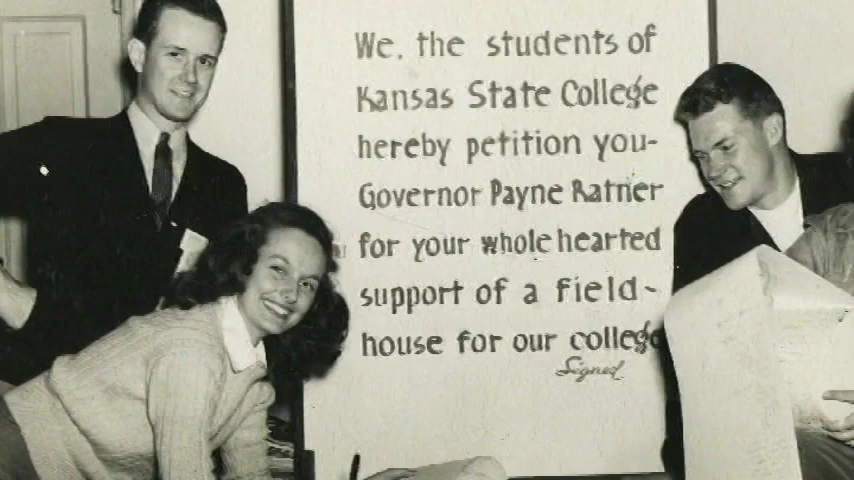 We, the students of
Kansas State College
hereby petition you-
Governor Payne Ratner
for your whole hearted
support of a field-
house for our college
Signed